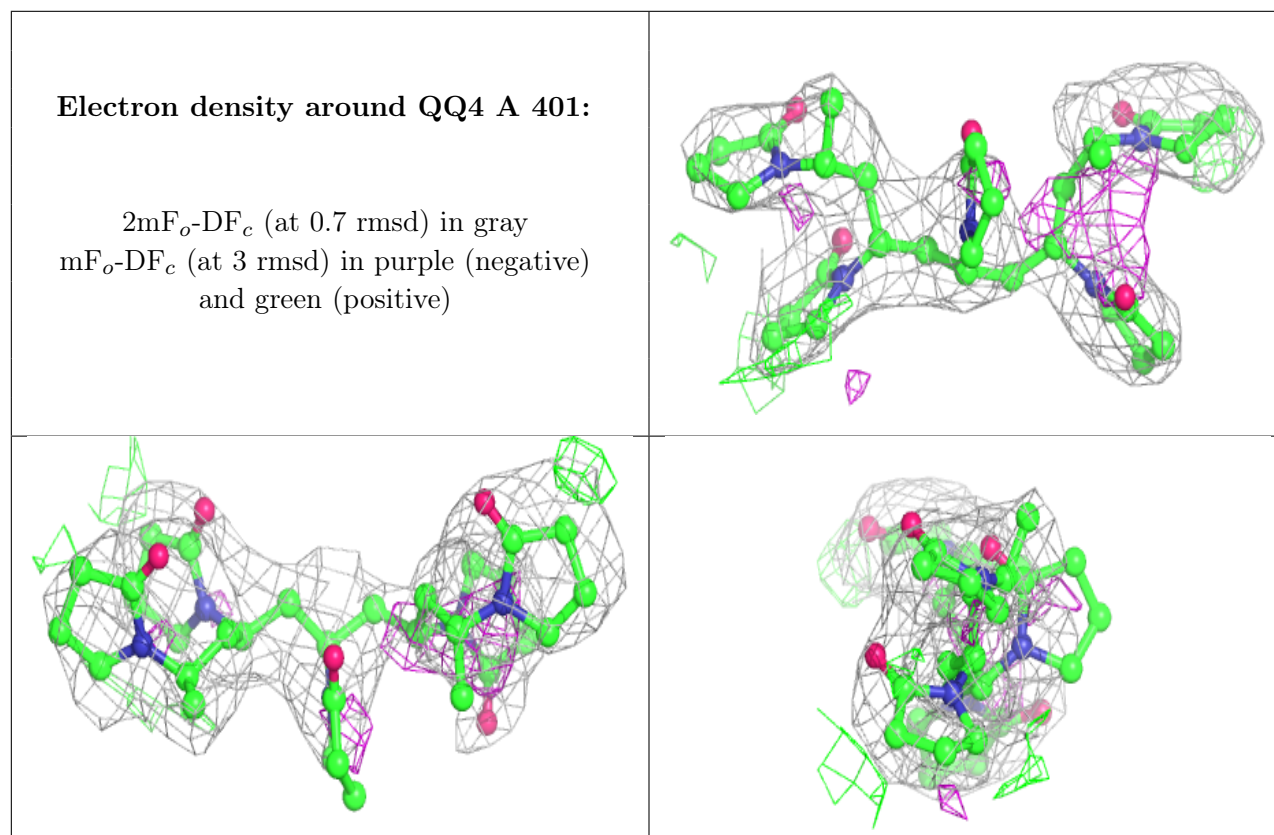 Electron density around QQ4 A 401:
2mFo-DFc (at 0.7 rmsd) in gray
mFo-DFc (at 3 rmsd) in purple (negative)
and green (positive)